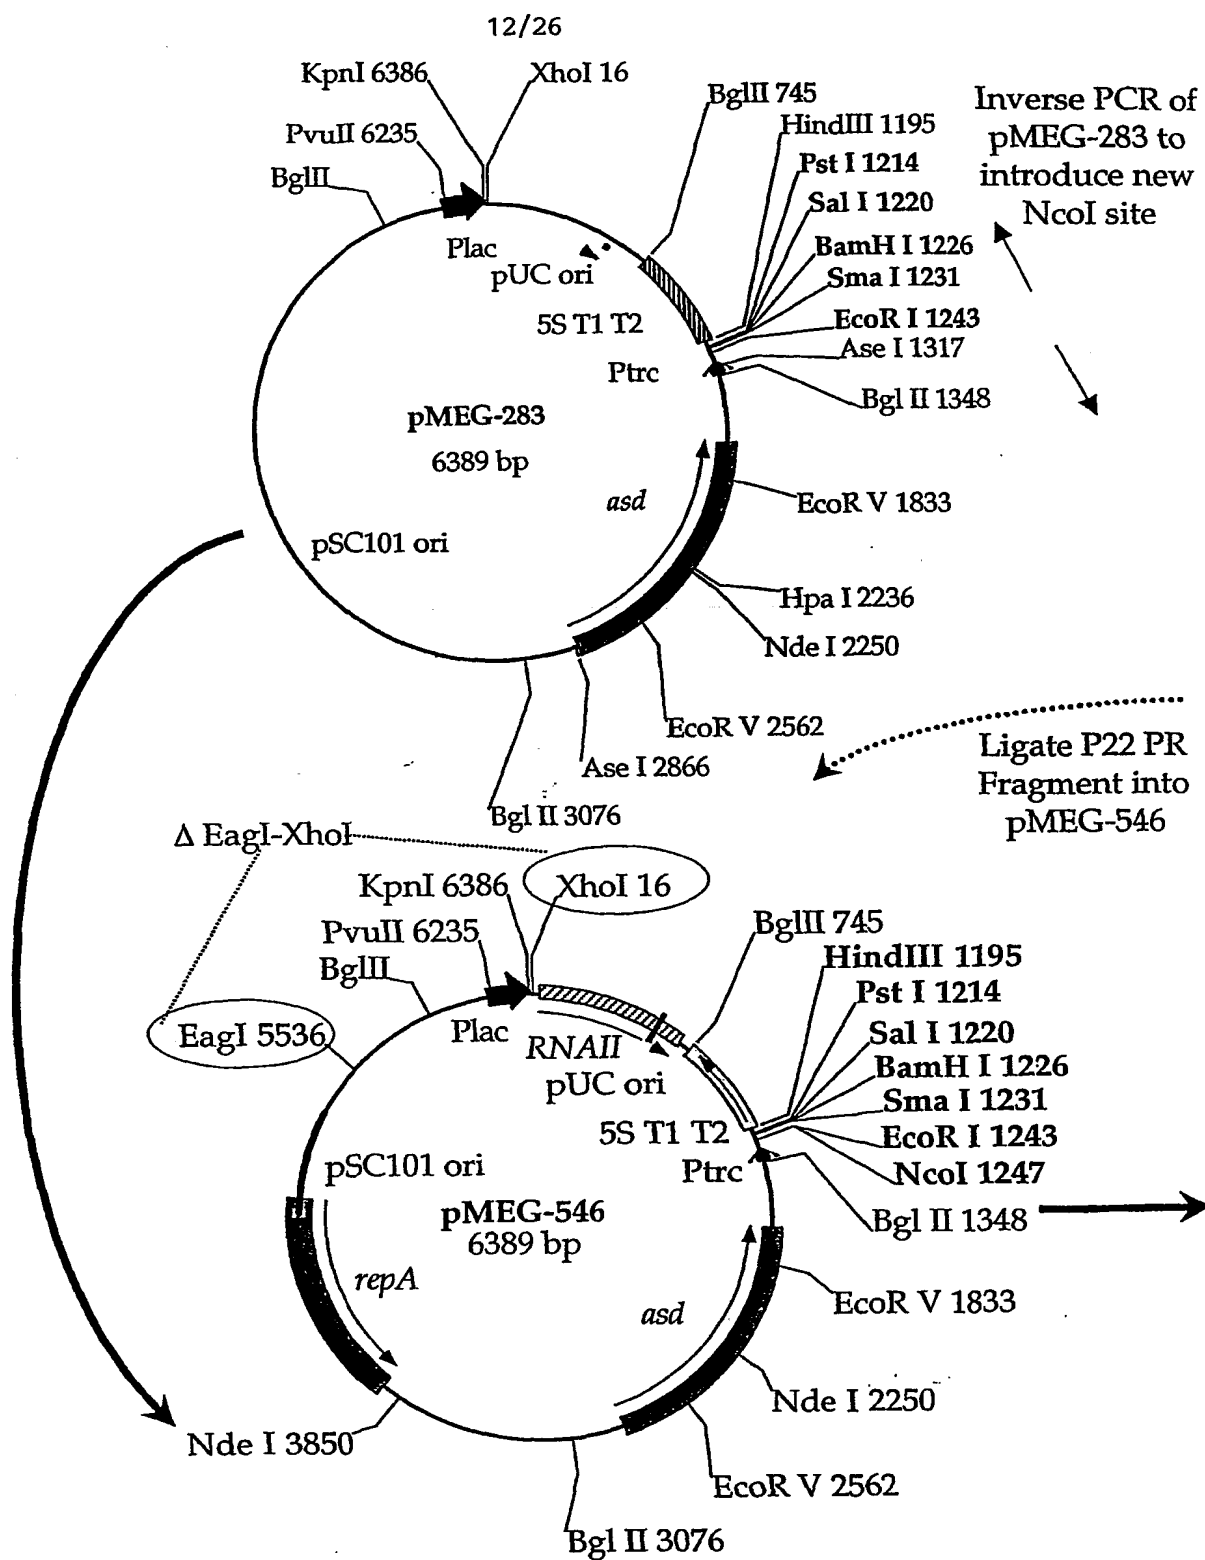 12/26
KpnI 6386
XhoI 16
BglII 745
PvuII 6235
HindIII 1195
BglII
Pst I 1214
Sal I 1220
BamH I 1226
Sma I 1231
EcoR I 1243
Ase I 1317
Bgl II 1348
Inverse PCR of
pMEG-283 to
introduce new
NcoI site
Plac
pUC ori
5S T1 T2
Ptrc
pMEG-283
6389 bp
asd
EcoR V 1833
pSC101 ori
Hpa I 2236
Nde I 2250
EcoR V 2562
Ase I 2866
Bgl II 3076
Ligate P22 PR
Fragment into
pMEG-546
Δ EagI-XhoI
KpnI 6386
XhoI 16
PvuII 6235
BglII 745
BglII
HindIII 1195
Pst I 1214
EagI 5536
Plac
RNAII
Sal I 1220
pUC ori
BamH I 1226
Sma I 1231
5S T1 T2
EcoR I 1243
Ptrc
NcoI 1247
pSC101 ori
pMEG-546
6389 bp
Bgl II 1348
repA
asd
EcoR V 1833
Nde I 2250
Nde I 3850
EcoR V 2562
Bgl II 3076